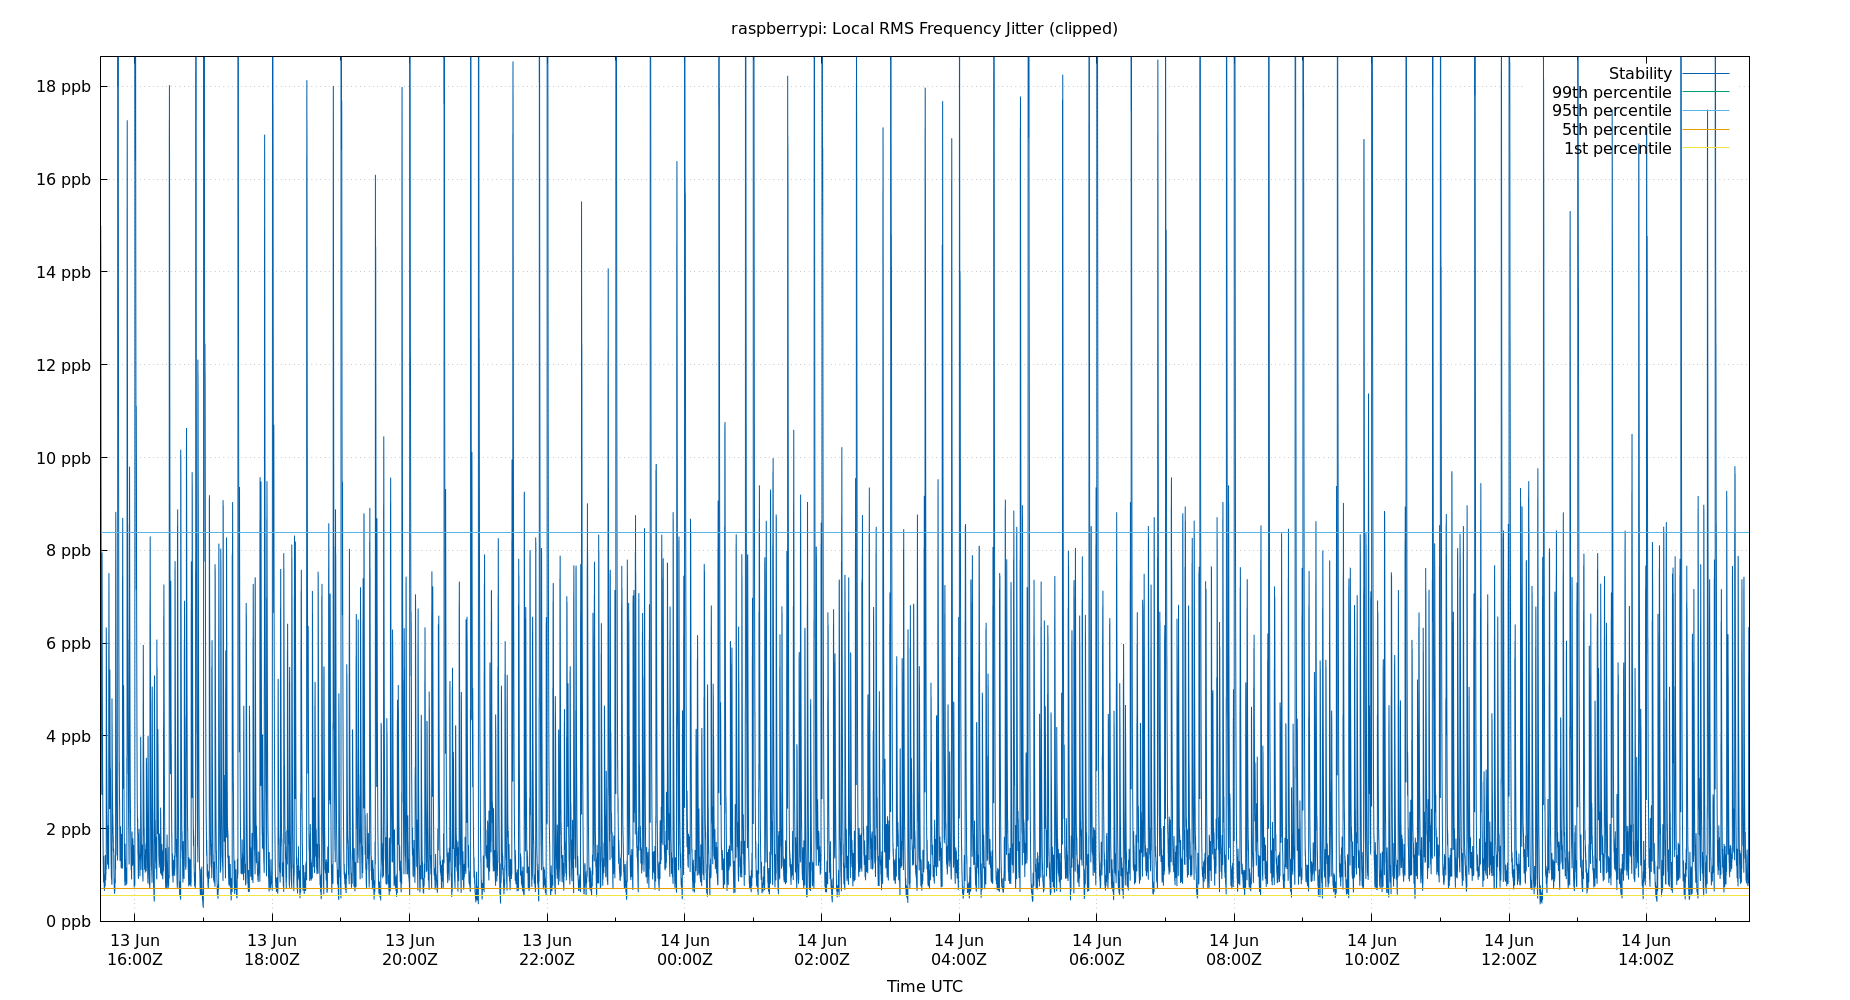 raspberrypi: Local RMS Frequency Jitter (clipped)
Stability
99th percentile
95th percentile
5th percentile
1st percentile
18 ppb
16 ppb
14 ppb
12 ppb
10 ppb
8 ppb
6 ppb
4 ppb
2 ppb
0 ppb
13 Jun 13 Jun 13 Jun 13 Jun 14 Jun 14 Jun 14 Jun 14 Jun 14 Jun 14 Jun 14 Jun 14 Jun
16:00Z 18:00Z 20:00Z 22:00Z 00:00Z 02:00Z 04:00Z 06:00Z 08:00Z 10:00Z 12:00Z 14:00Z
Time UTC